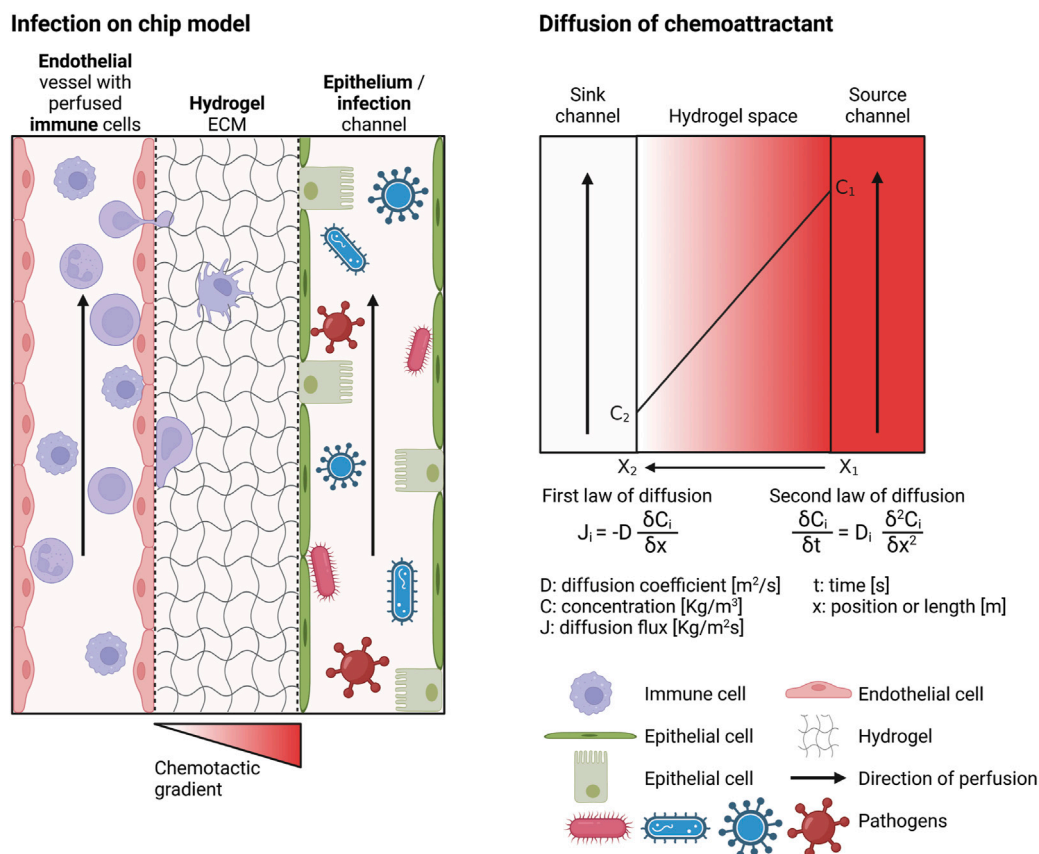 Infection on chip model
Endothelial
vessel with
perfused
immune cells
Hydrogel
ECM
Epithelium /
infection
channel
Chemotactic
gradient
Diffusion of chemoattractant
Sink
channel
Hydrogel space
Source
channel
C₁
C₂
X₂
X₁
First law of diffusion
Jᵢ = -D δCᵢ/δx
Second law of diffusion
δCᵢ/δt = Dᵢ δ²Cᵢ/δx²
D: diffusion coefficient [m²/s]
C: concentration [Kg/m³]
J: diffusion flux [Kg/m²s]
t: time [s]
x: position or length [m]
Immune cell
Endothelial cell
Epithelial cell
Hydrogel
Epithelial cell
Direction of perfusion
Pathogens